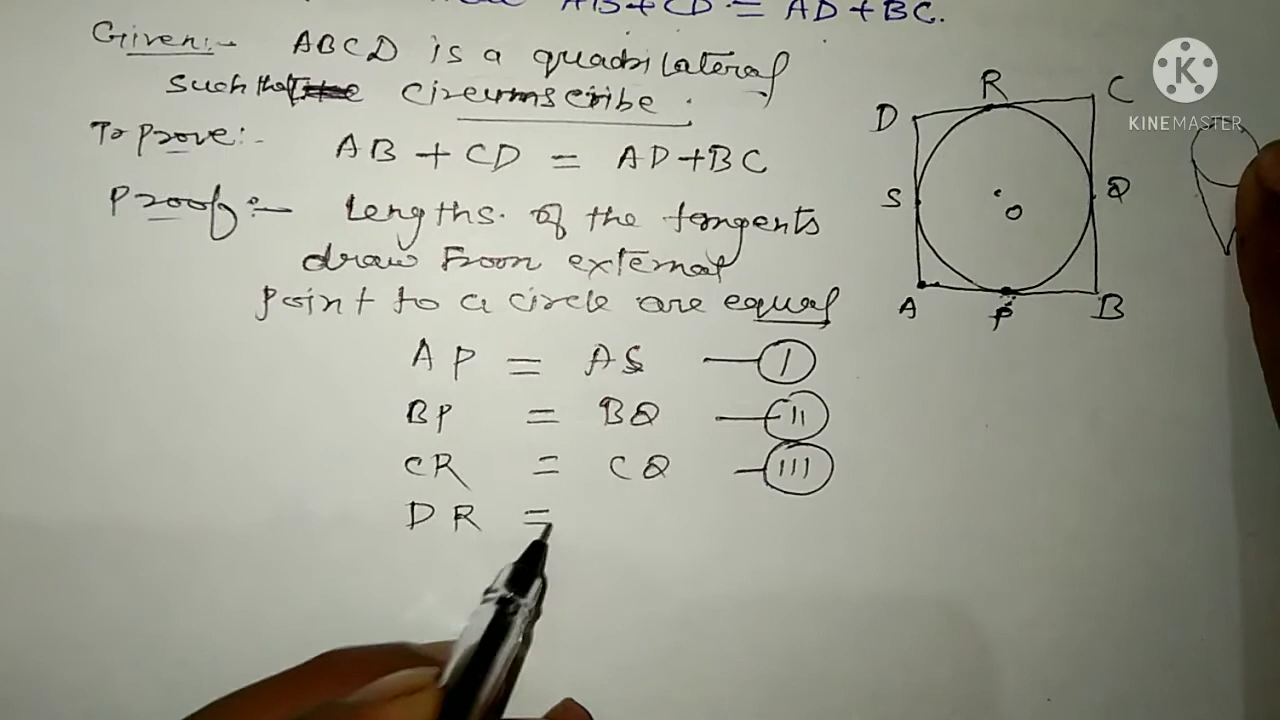 AB+CD = AD+BC.
Given:- ABCD is a quadrilateral
such that circumscribe.
To prove:- AB + CD = AD+BC
Proof:- Lengths of the tangents
draw From external
point to a circle are equal
AP = AS — I
BP = BQ — II
CR = CQ — III
DR =
D R C
S O Q
A P B
K
KINEMASTER